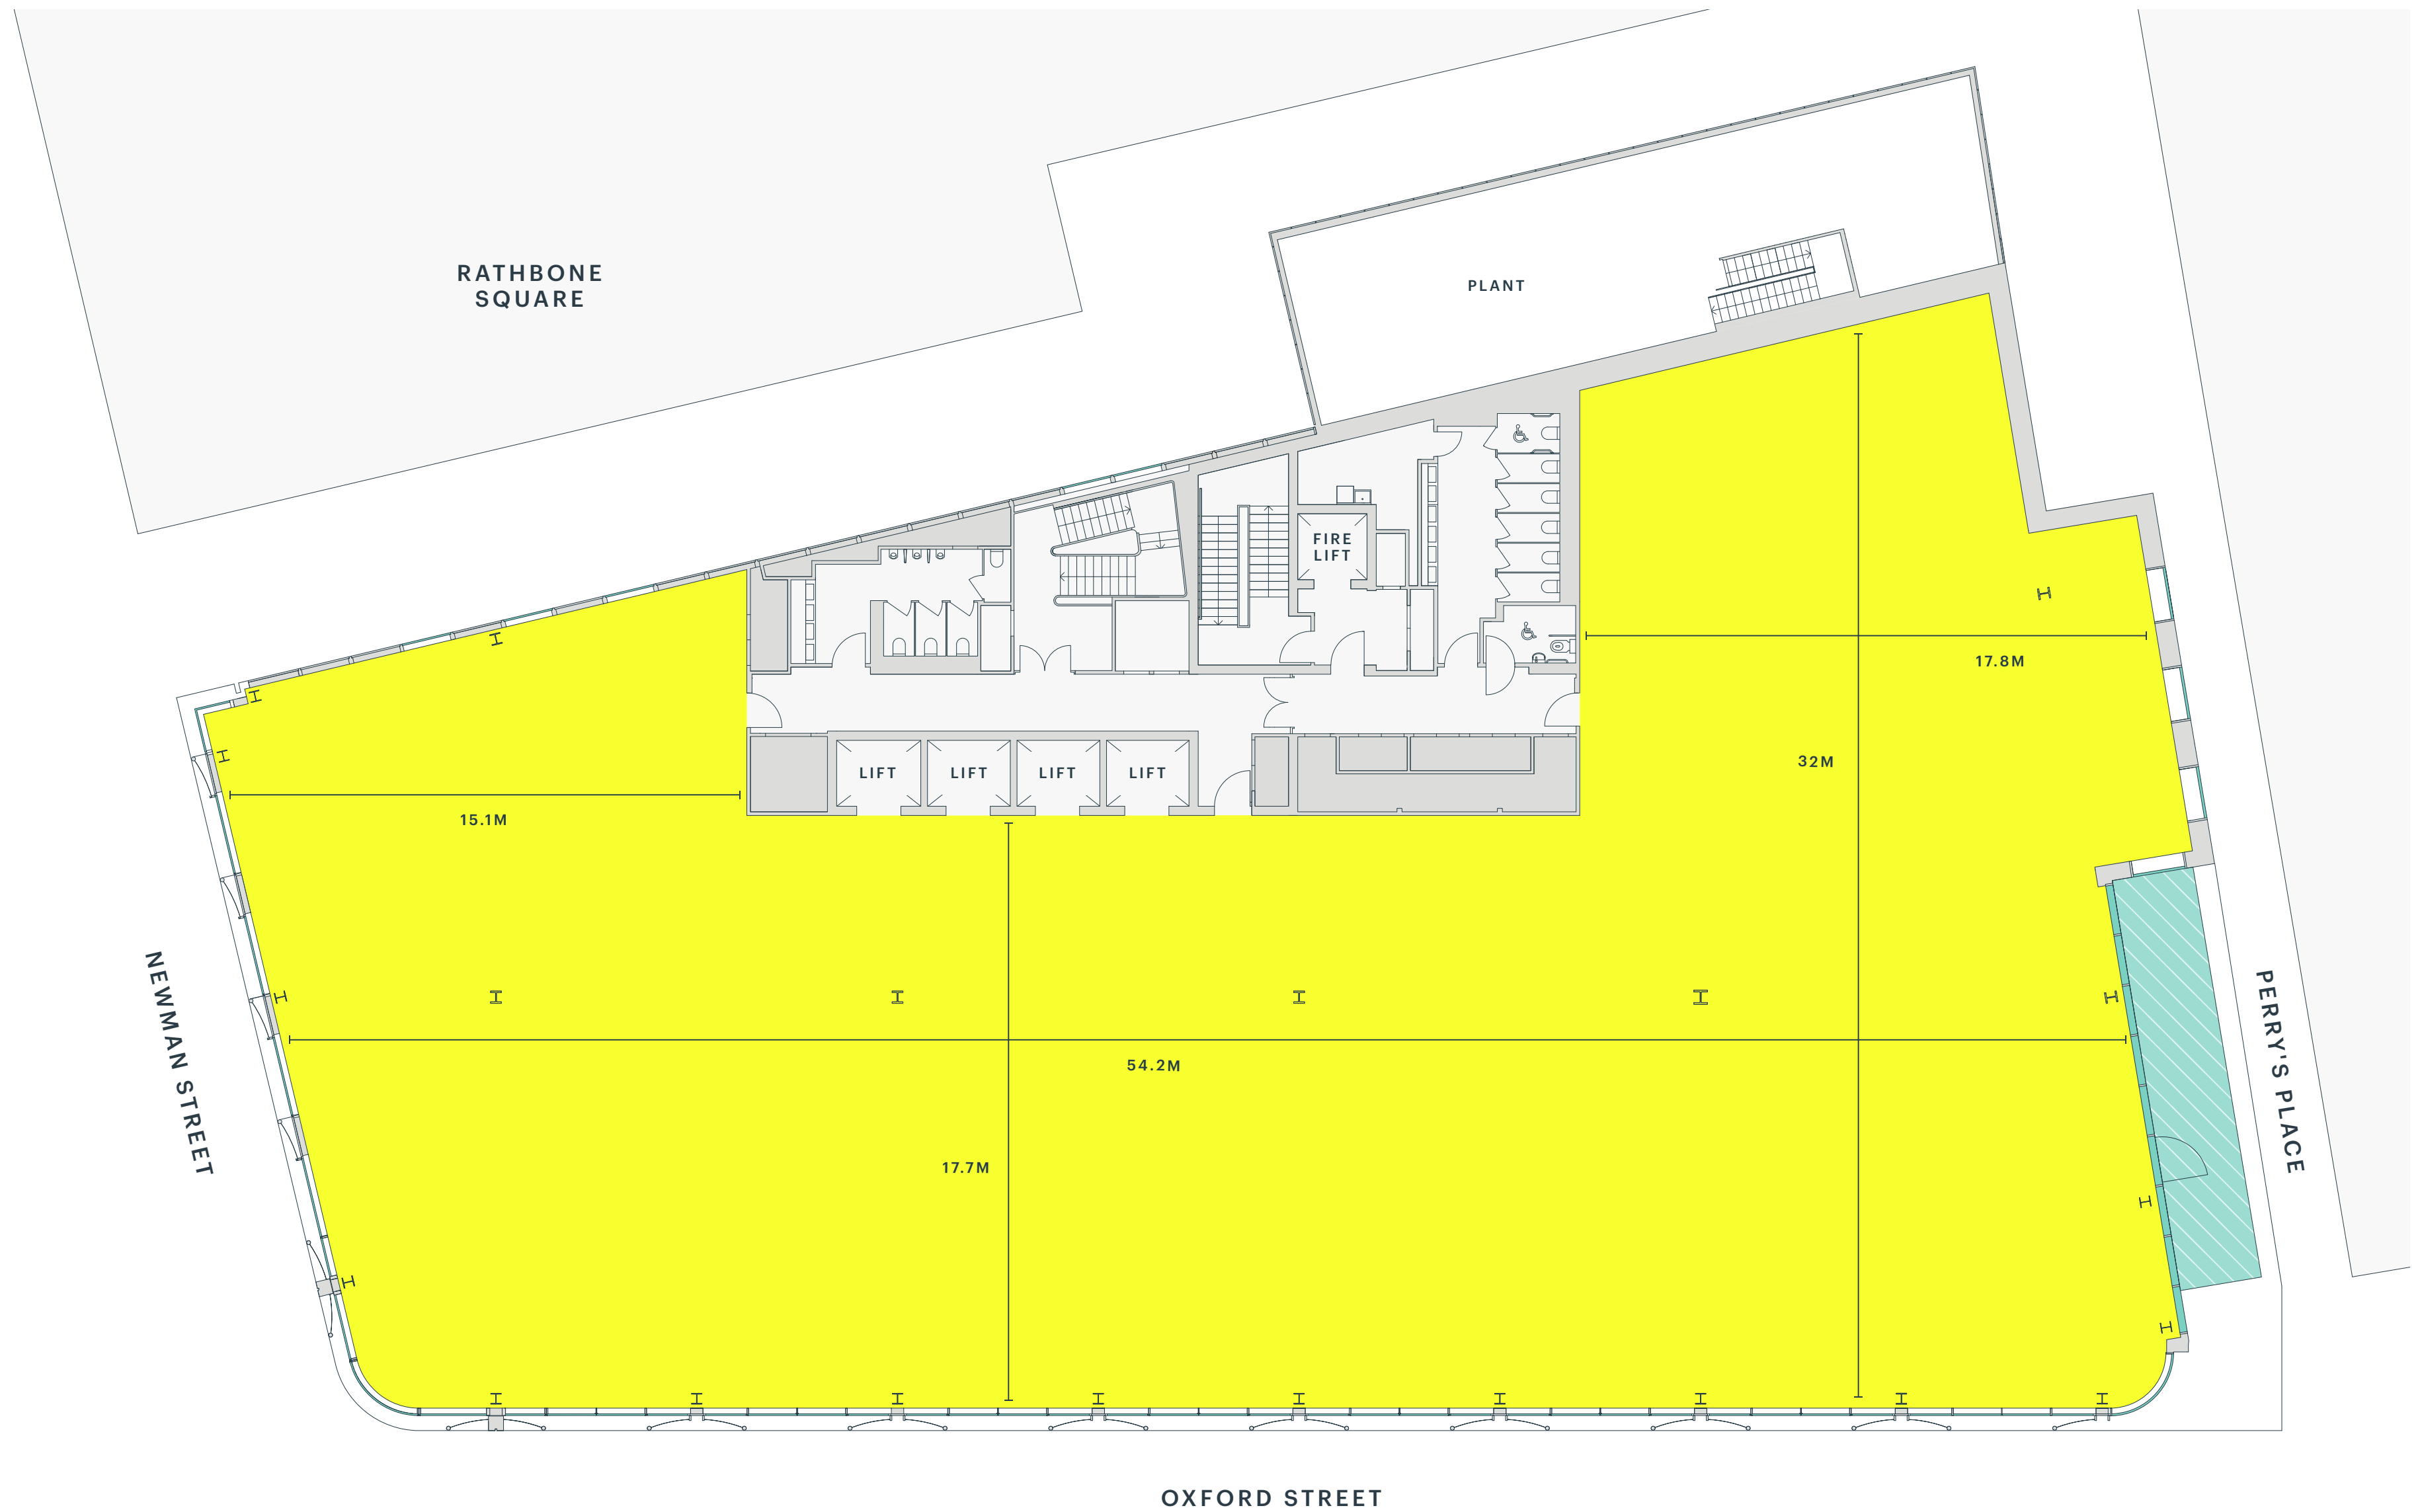 RATHBONE
SQUARE
PLANT
FIRE
LIFT
17.8M
32M
LIFT
LIFT
LIFT
LIFT
15.1M
NEWMAN STREET
PERRY'S PLACE
54.2M
17.7M
OXFORD STREET